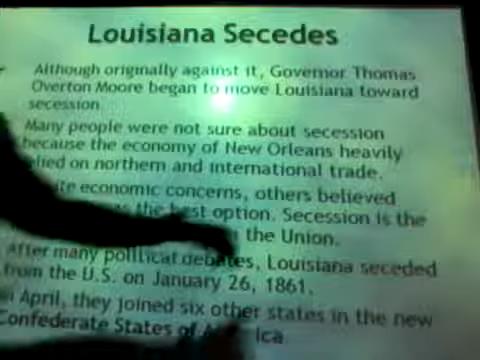 Louisiana Secedes
Although originally against it, Governor Thomas
Overton Moore began to move Louisiana toward
secession
Many people were not sure about secession
because the economy of New Orleans heavily
relied on northern and international trade.
economic concerns, others believed
the best option. Secession is the
the Union.
After many political debates, Louisiana seceded
from the U.S. on January 26, 1861.
In April, they joined six other states in the new
Confederate States of America